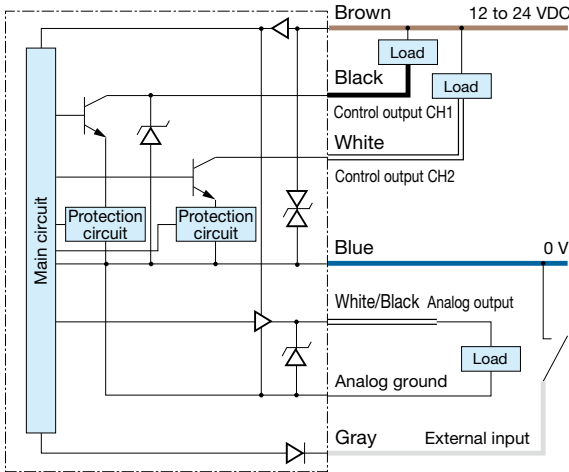 Brown 12 to 24 VDC
Load
Black
Load
Control output CH1
White
Control output CH2
Main circuit
Protection circuit
Protection circuit
Blue 0 V
White/Black Analog output
Load
Analog ground
Gray External input